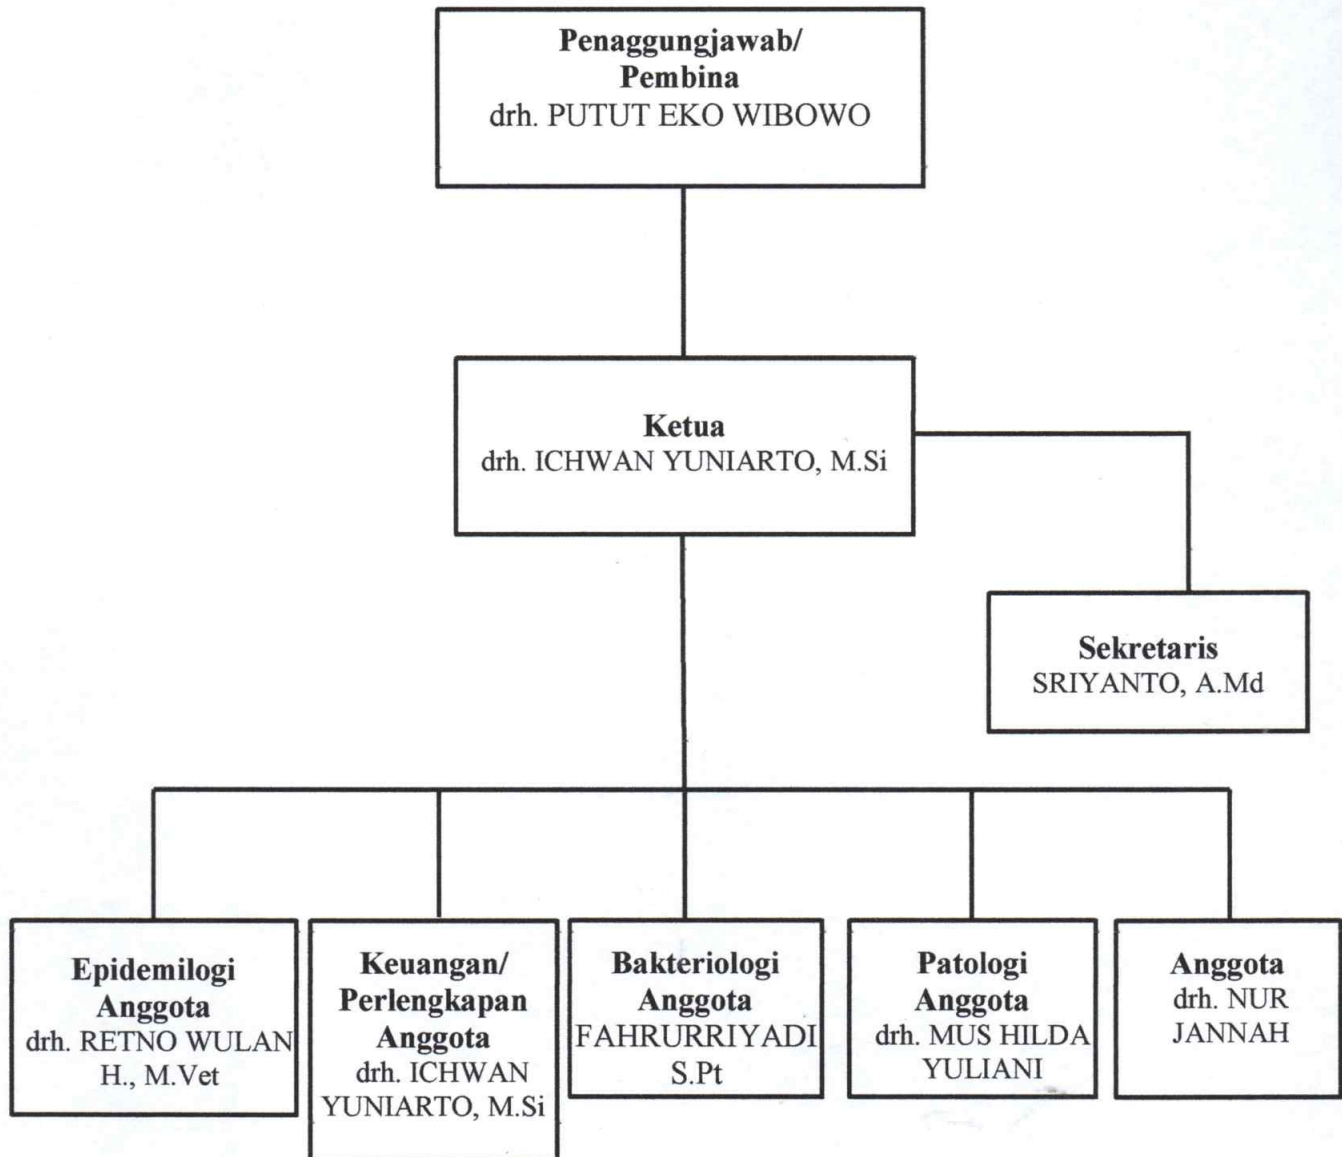 Penaggungjawab/
Pembina
drh. PUTUT EKO WIBOWO
Ketua
drh. ICHWAN YUNIARTO, M.Si
Sekretaris
SRIYANTO, A.Md
Epidemilogi
Anggota
drh. RETNO WULAN
H., M.Vet
Keuangan/
Perlengkapan
Anggota
drh. ICHWAN
YUNIARTO, M.Si
Bakteriologi
Anggota
FAHRURRIYADI
S.Pt
Patologi
Anggota
drh. MUS HILDA
YULIANI
Anggota
drh. NUR
JANNAH